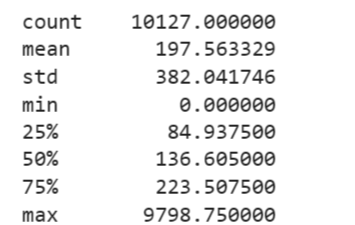 count 10127.000000
mean 197.563329
std 382.041746
min 0.000000
25% 84.937500
50% 136.605000
75% 223.507500
max 9798.750000